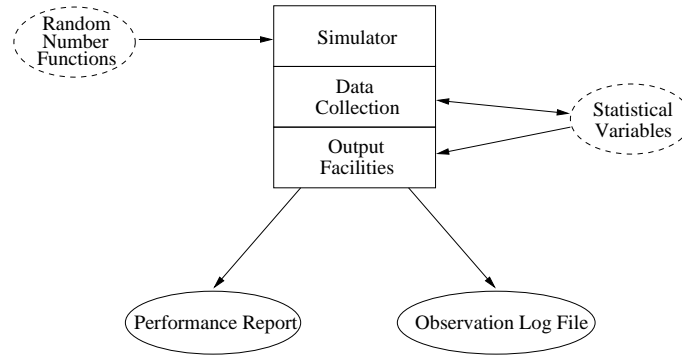 Random
Number
Functions
Simulator
Data
Collection
Statistical
Variables
Output
Facilities
Performance Report
Observation Log File